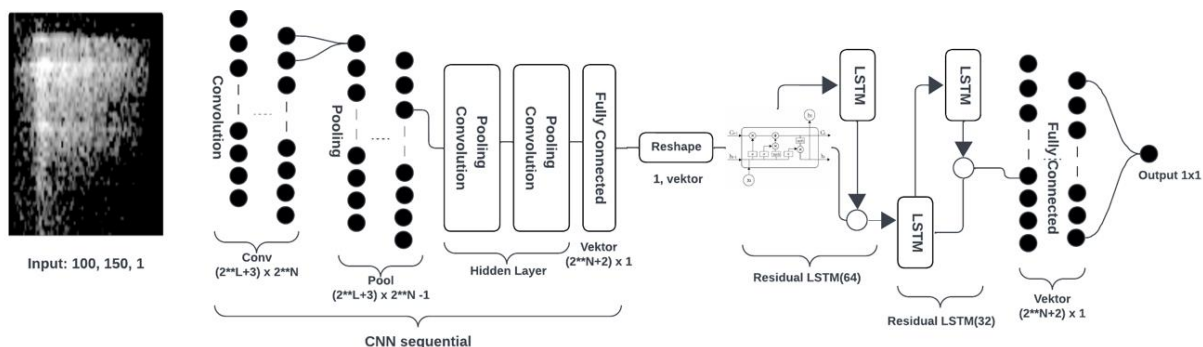 Input: 100, 150, 1
Convolution
Conv
(2**L+3) x 2**N
Pooling
Pool
(2**L+3) x 2**N -1
Pooling
Convolution
Pooling
Convolution
Hidden Layer
Fully Connected
Vektor
(2**N+2) x 1
CNN sequential
Reshape
1, vektor
LSTM
Residual LSTM(64)
LSTM
LSTM
Residual LSTM(32)
Fully Connected
Vektor
(2**N+2) x 1
Output 1x1